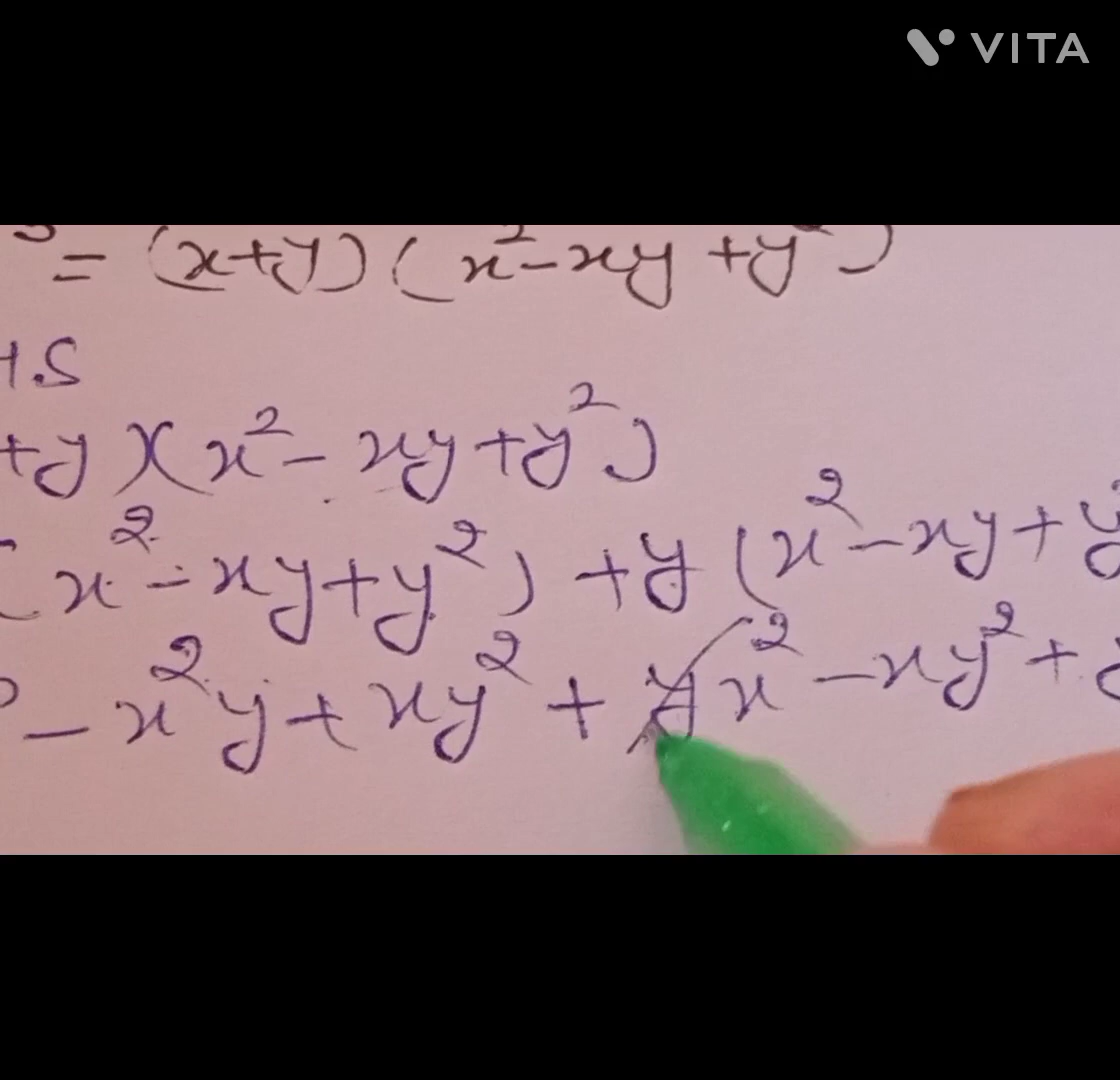 VITA
= (x+y) (x²-xy +y²)
H.S
+y)(x²- xy+y²)
(x²-xy+y²) +y (x²-xy+y
- x²y+ xy² + yx² -xy²+